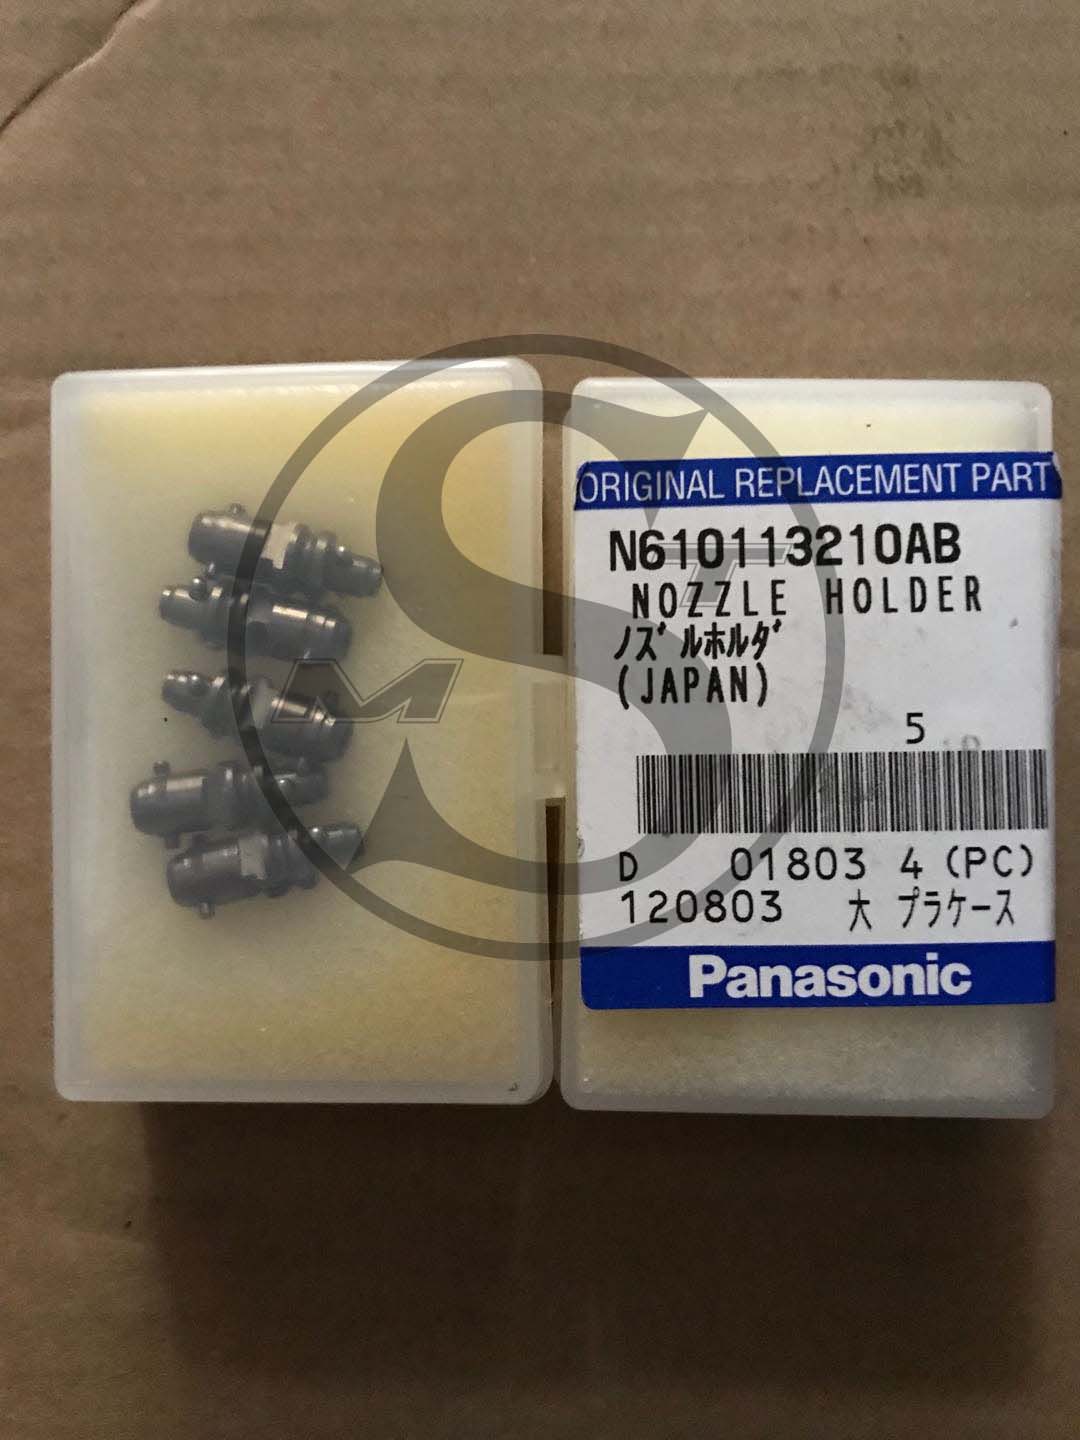 ORIGINAL REPLACEMENT PART
N610113210AB
NOZZLE HOLDER
ノズルホルダ
(JAPAN)
5
D 01803 4 (PC)
120803 大 プラケース
Panasonic
SMT